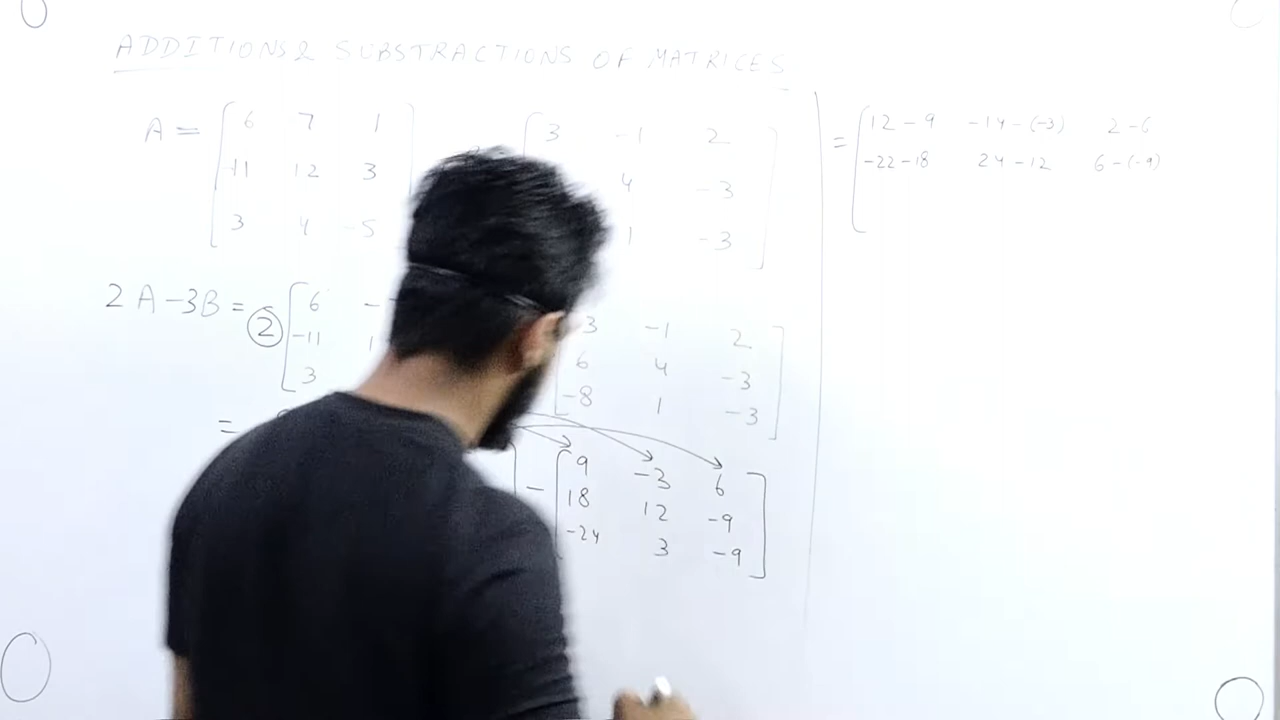 ADDITIONS & SUBSTRACTIONS OF MATRICES
A = [ 6 7 1
-11 12 3
3 4 -5 ]
[ 3 -1 2
4 -3
1 -3 ]
2A-3B = 2 [ 6 -
-11 1
3
3 -1 2
6 4 -3
-8 1 -3 ]
=
- [ 9 -3 6
18 12 -9
-24 3 -9 ]
= [ 12-9 -14-(-3) 2-6
-22-18 24-12 6-(-9)